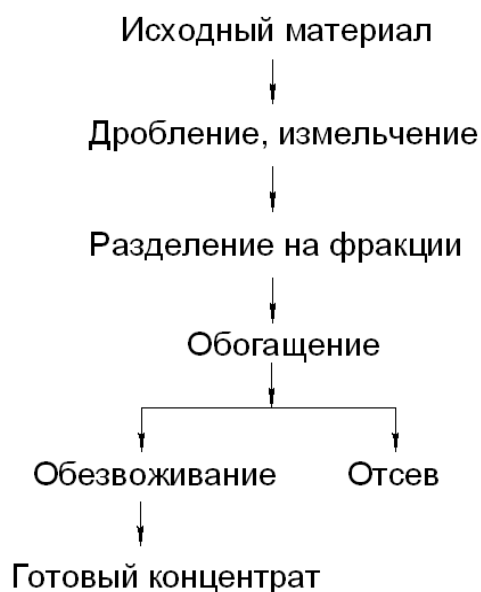 Исходный материал
Дробление, измельчение
Разделение на фракции
Обогащение
Обезвоживание Отсев
Готовый концентрат